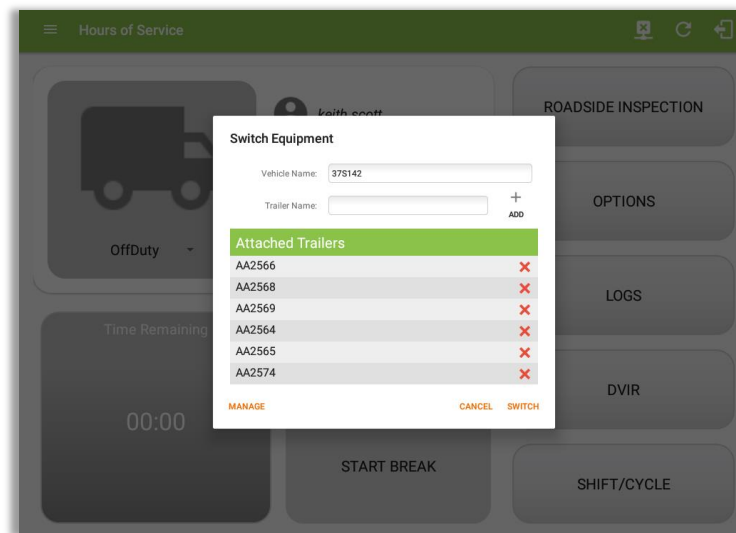 Hours of Service
keith scott
Switch Equipment
Vehicle Name: 37S142
Trailer Name:
ADD
Attached Trailers
AA2566
AA2568
AA2569
AA2564
AA2565
AA2574
MANAGE CANCEL SWITCH
OffDuty
Time Remaining
00:00
START BREAK
ROADSIDE INSPECTION
OPTIONS
LOGS
DVIR
SHIFT/CYCLE